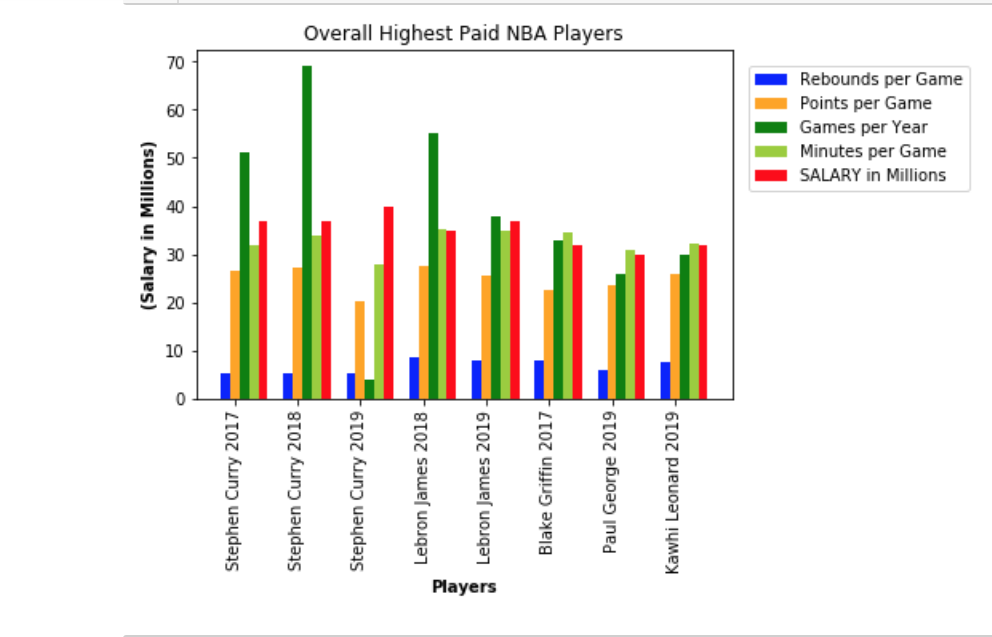 Overall Highest Paid NBA Players
70
60
50
40
30
20
10
0
(Salary in Millions)
Rebounds per Game
Points per Game
Games per Year
Minutes per Game
SALARY in Millions
Stephen Curry 2017
Stephen Curry 2018
Stephen Curry 2019
Lebron James 2018
Lebron James 2019
Blake Griffin 2017
Paul George 2019
Kawhi Leonard 2019
Players